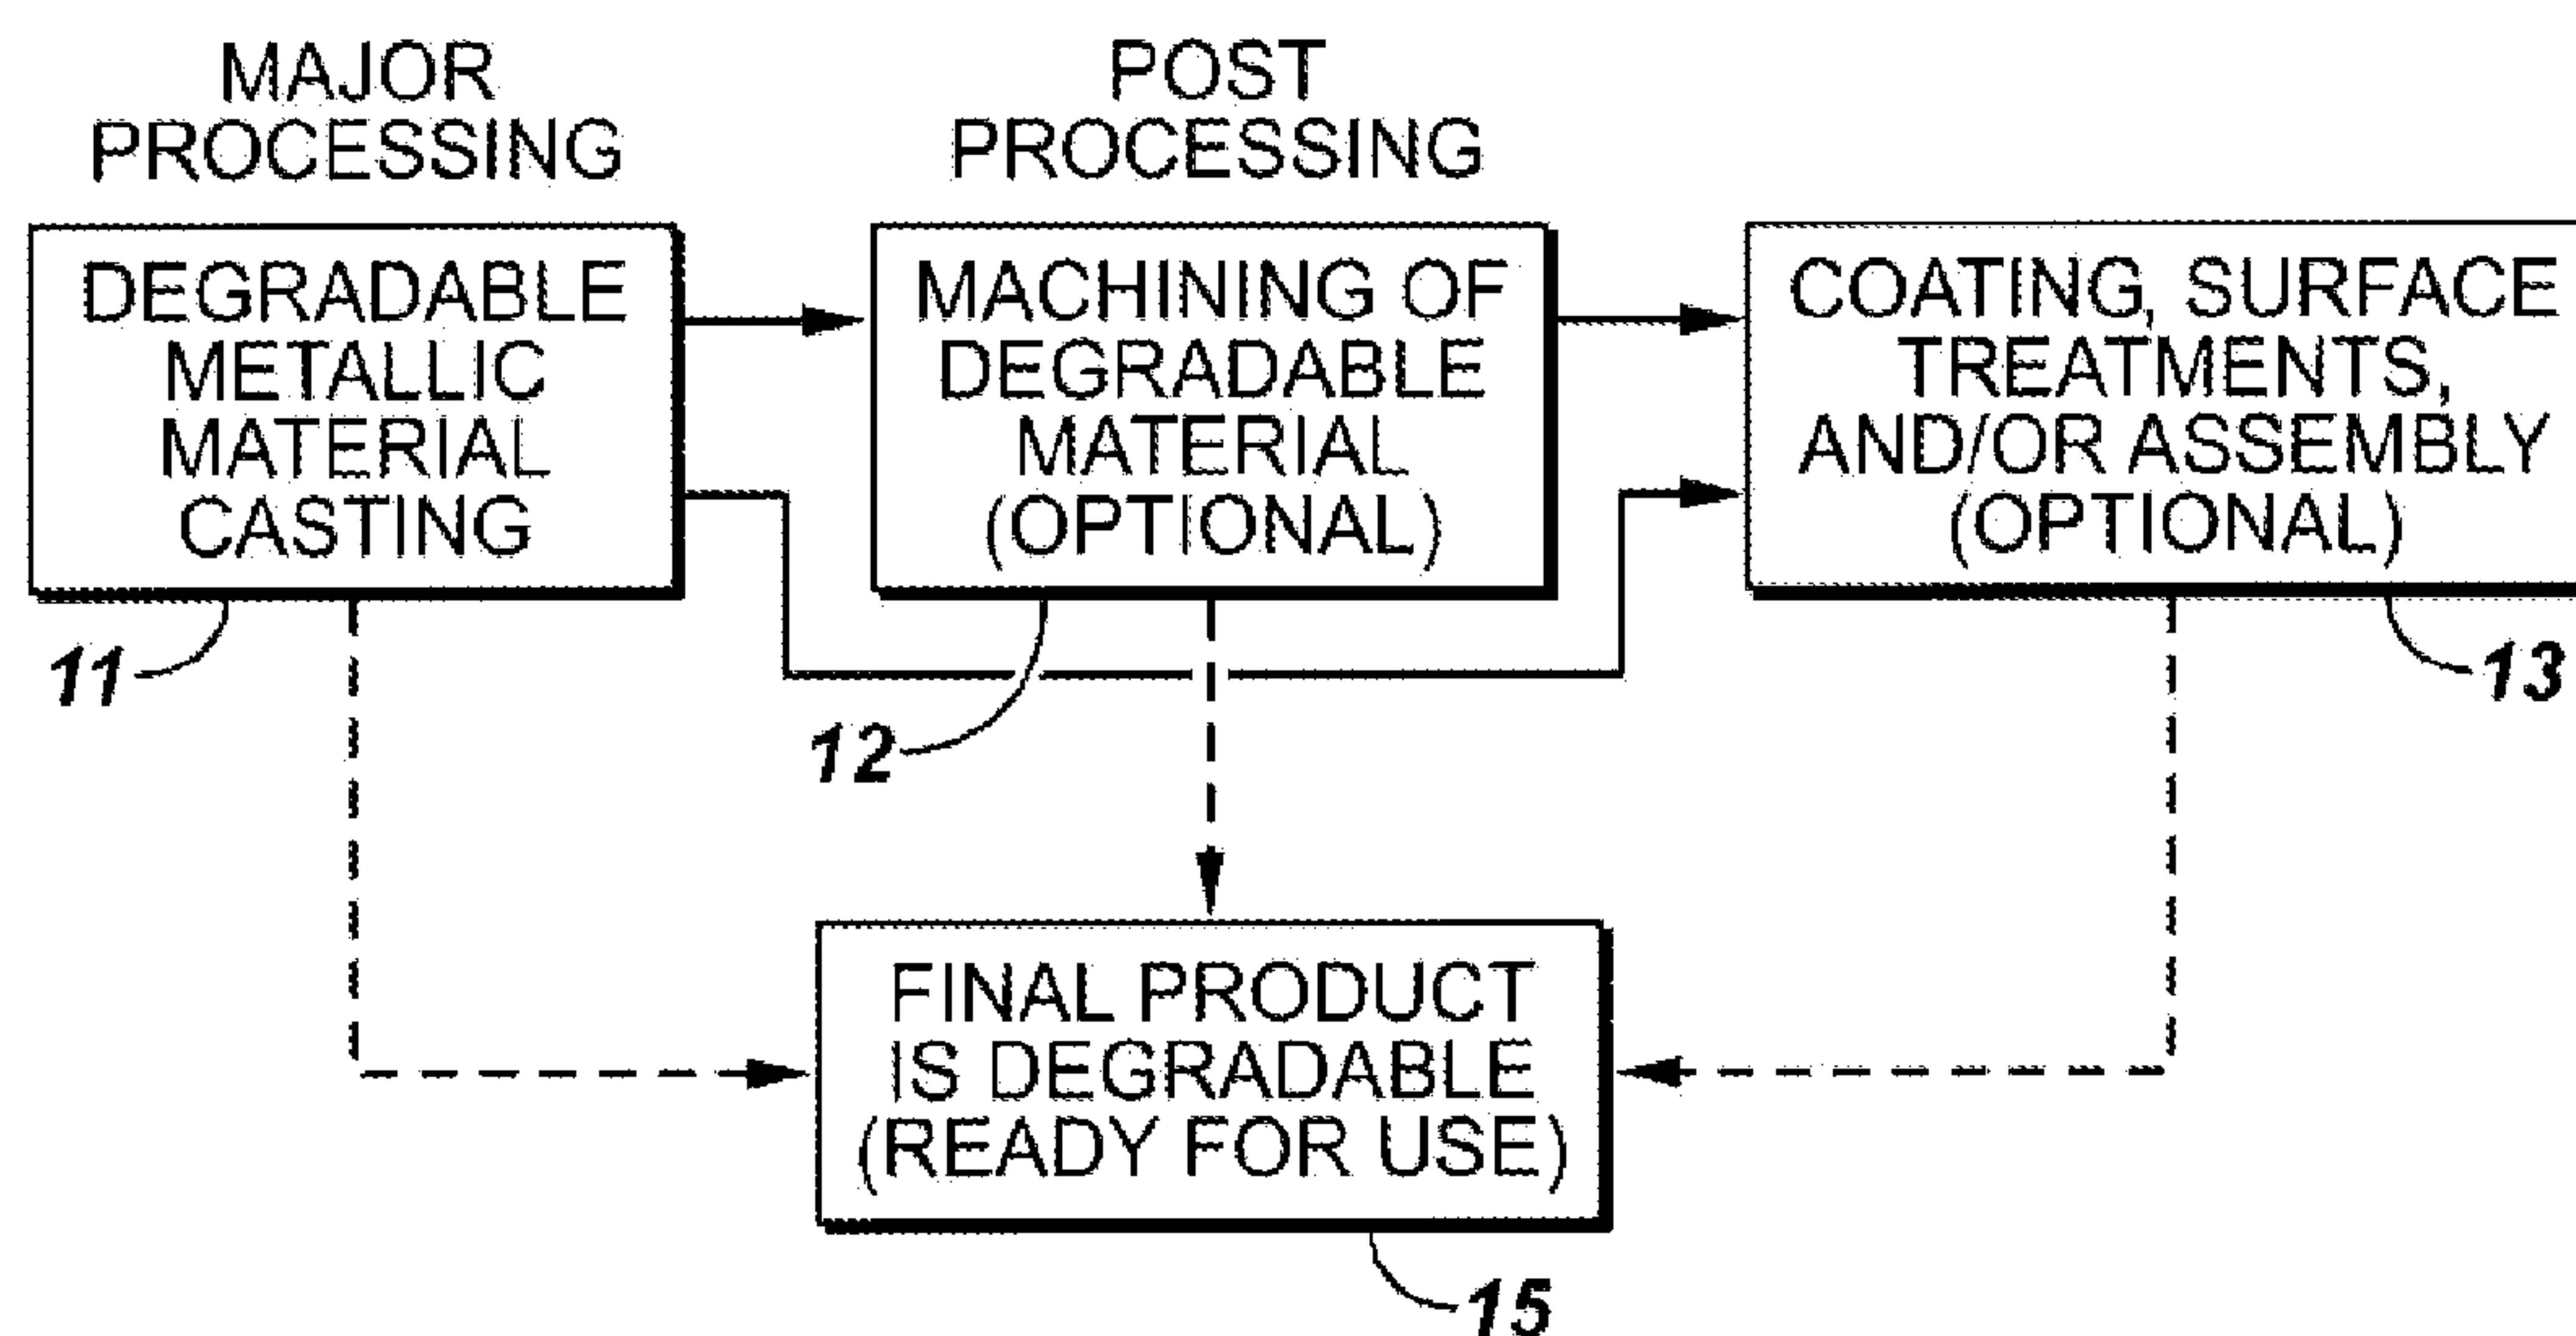 MAJOR
PROCESSING
POST
PROCESSING
DEGRADABLE
METALLIC
MATERIAL
CASTING
MACHINING OF
DEGRADABLE
MATERIAL
(OPTIONAL)
COATING, SURFACE
TREATMENTS,
AND/OR ASSEMBLY
(OPTIONAL)
11
12
13
FINAL PRODUCT
IS DEGRADABLE
(READY FOR USE)
15